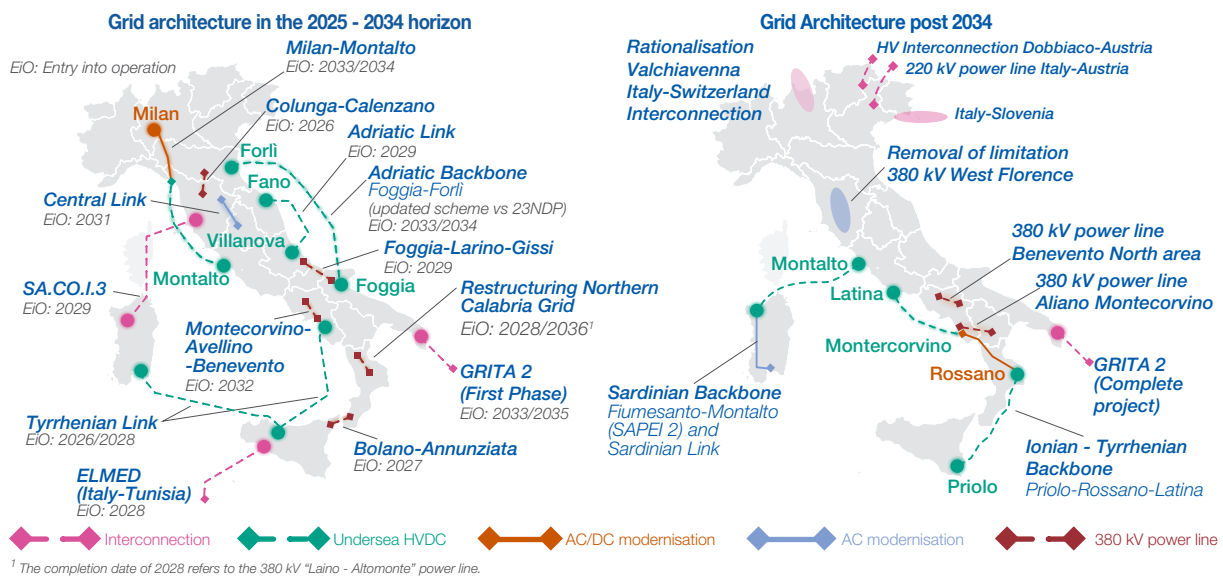 Grid architecture in the 2025 - 2034 horizon
EiO: Entry into operation
Milan-Montalto
EiO: 2033/2034
Milan
Colunga-Calenzano
EiO: 2026
Adriatic Link
EiO: 2029
Forlì
Fano
Adriatic Backbone
Foggia-Forlì
(updated scheme vs 23NDP)
EiO: 2033/2034
Central Link
EiO: 2031
Villanova
Montalto
Foggia-Larino-Gissi
EiO: 2029
Foggia
SA.CO.I.3
EiO: 2029
Restructuring Northern
Calabria Grid
EiO: 2028/2036¹
Montecorvino-
Avellino
-Benevento
EiO: 2032
GRITA 2
(First Phase)
EiO: 2033/2035
Tyrrhenian Link
EiO: 2026/2028
Bolano-Annunziata
EiO: 2027
ELMED
(Italy-Tunisia)
EiO: 2028
Grid Architecture post 2034
Rationalisation
Valchiavenna
Italy-Switzerland
Interconnection
HV Interconnection Dobbiaco-Austria
220 kV power line Italy-Austria
Italy-Slovenia
Removal of limitation
380 kV West Florence
380 kV power line
Benevento North area
Montalto
Latina
380 kV power line
Aliano Montecorvino
Montercorvino
Rossano
GRITA 2
(Complete
project)
Sardinian Backbone
Fiumesanto-Montalto
(SAPEI 2) and
Sardinian Link
Ionian - Tyrrhenian
Backbone
Priolo-Rossano-Latina
Priolo
Interconnection
Undersea HVDC
AC/DC modernisation
AC modernisation
380 kV power line
¹ The completion date of 2028 refers to the 380 kV “Laino - Altomonte” power line.